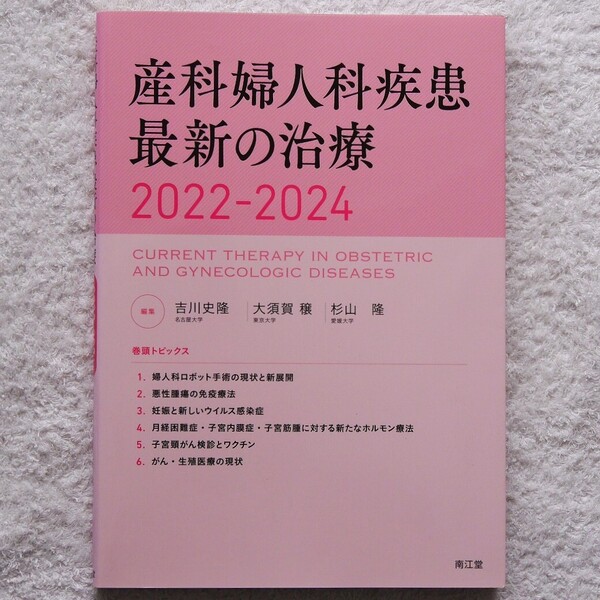 産科婦人科疾患
最新の治療
2022-2024
CURRENT THERAPY IN OBSTETRIC
AND GYNECOLOGIC DISEASES
編集 吉川史隆 大須賀 穰 杉山 隆
名古屋大学 東京大学 愛媛大学
巻頭トピックス
1. 婦人科ロボット手術の現状と新展開
2. 悪性腫瘍の免疫療法
3. 妊娠と新しいウイルス感染症
4. 月経困難症・子宮内膜症・子宮筋腫に対する新たなホルモン療法
5. 子宮頸がん検診とワクチン
6. がん・生殖医療の現状
南江堂